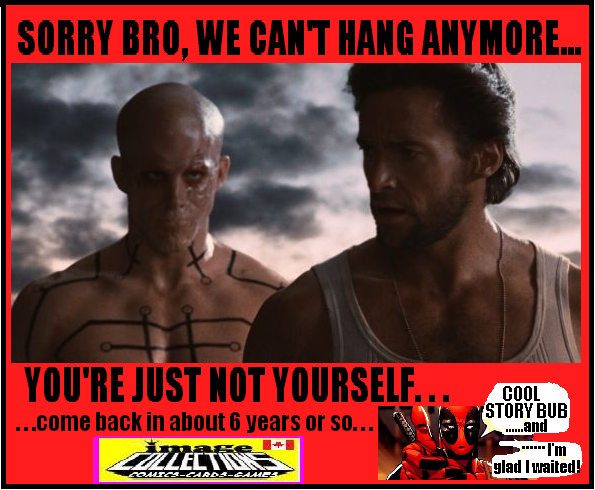 SORRY BRO, WE CAN'T HANG ANYMORE...
YOU'RE JUST NOT YOURSELF. . .
. . .come back in about 6 years or so. . .
COOL
STORY BUB
......and
...... I'm
glad I waited!
image
COLLECTIONS
COMICS-CARDS-GAMES